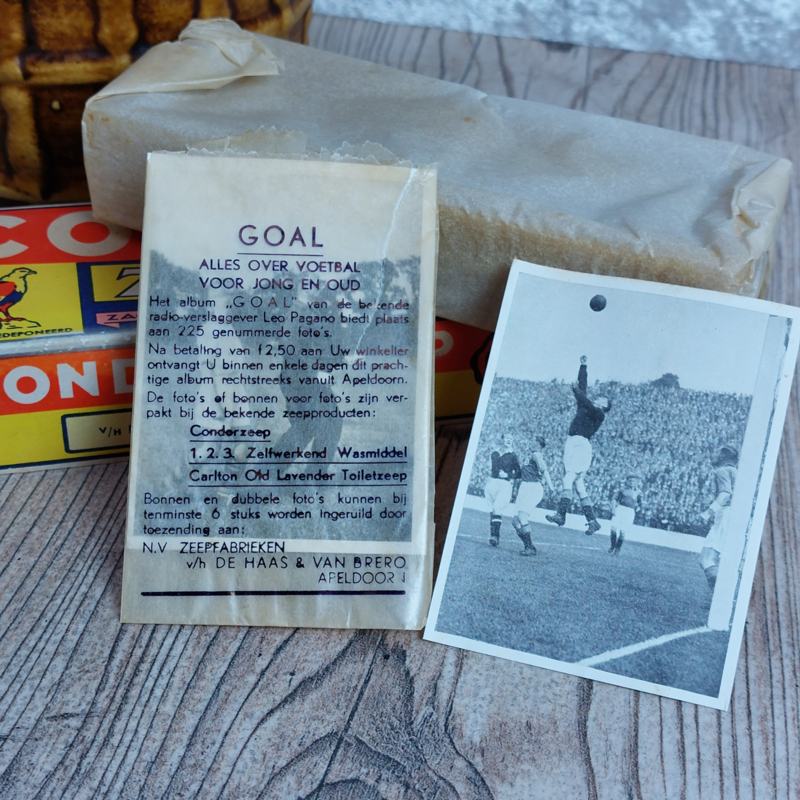 GOAL
ALLES OVER VOETBAL
VOOR JONG EN OUD
Het album „GOAL" van de bekende
radio-verslaggever Leo Pagano biedt plaats
aan 225 genummerde foto's.
Na betaling van f 2,50 aan Uw winkelier
ontvangt U binnen enkele dagen dit prach-
tige album rechtstreeks vanuit Apeldoorn.
De foto's of bonnen voor foto's zijn ver-
pakt bij de bekende zeepproducten:
Condorzeep
1. 2. 3. Zelfwerkend Wasmiddel
Carlton Old Lavender Toiletzeep
Bonnen en dubbele foto's kunnen bij
tenminste 6 stuks worden ingeruild door
toezending aan:
N.V ZEEPFABRIEKEN
v/h DE HAAS & VAN BRERO
APELDOORN
CO
Z
ZA
EDEPONEERD
OND
V/H